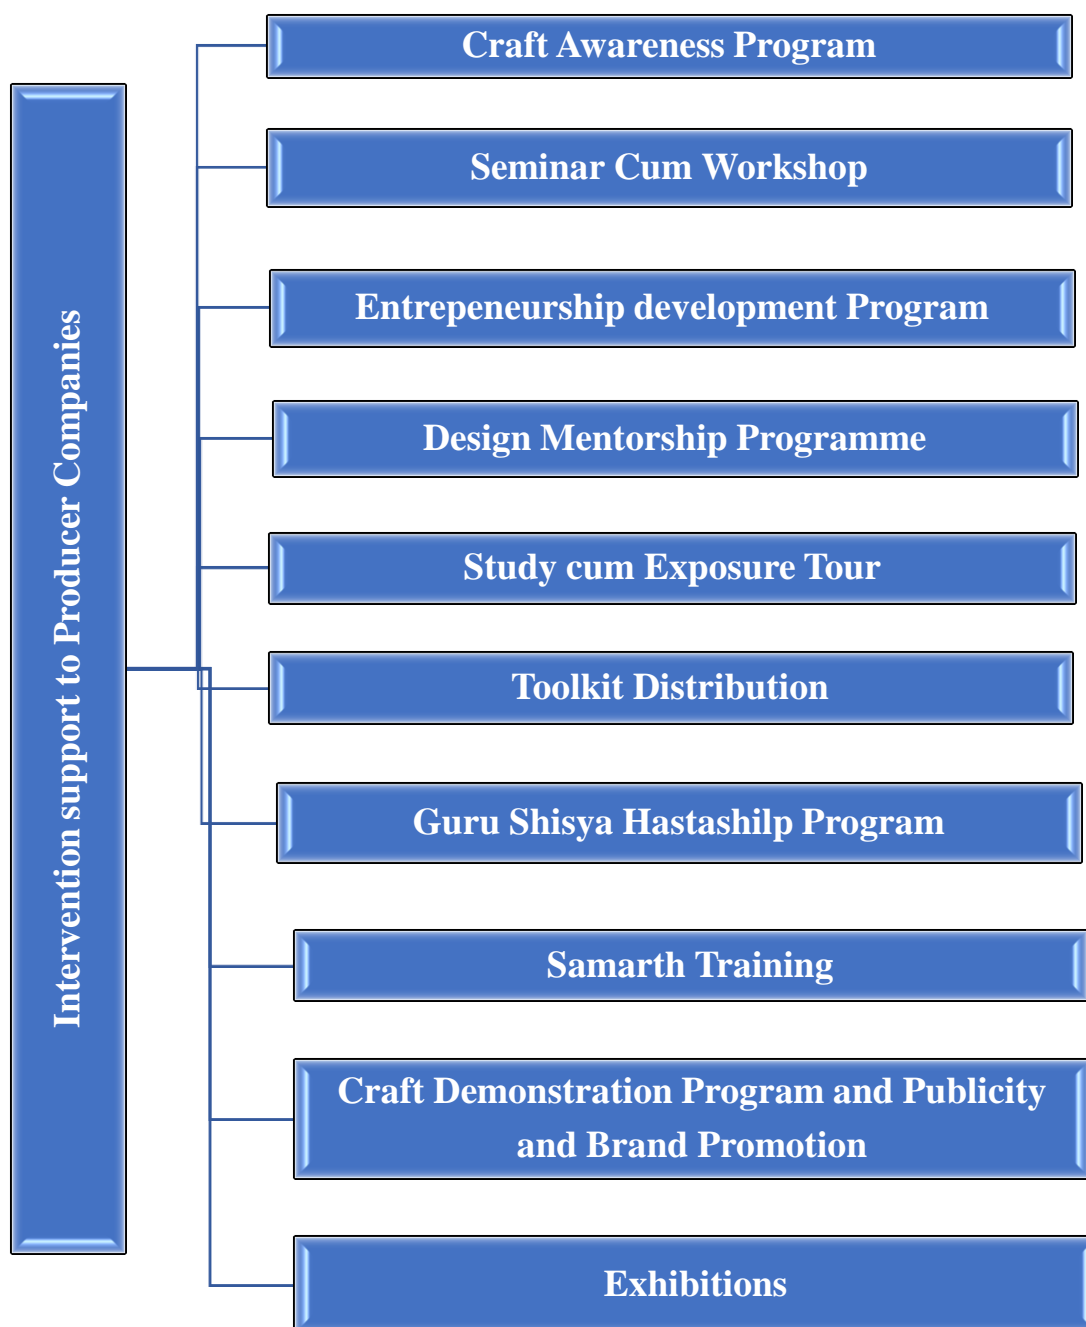 Intervention support to Producer Companies
Craft Awareness Program
Seminar Cum Workshop
Entrepeneurship development Program
Design Mentorship Programme
Study cum Exposure Tour
Toolkit Distribution
Guru Shisya Hastashilp Program
Samarth Training
Craft Demonstration Program and Publicity
and Brand Promotion
Exhibitions